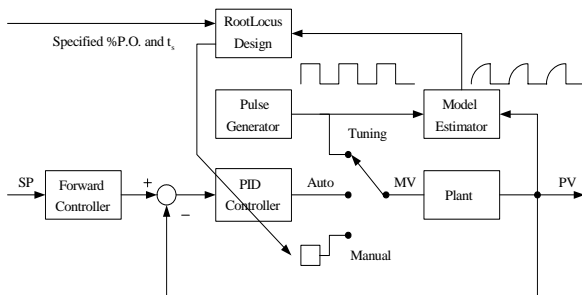 RootLocus
Design
Specified %P.O. and ts
Pulse
Generator
Model
Estimator
Tuning
SP
Forward
Controller
+
−
PID
Controller
Auto
MV
Plant
PV
Manual